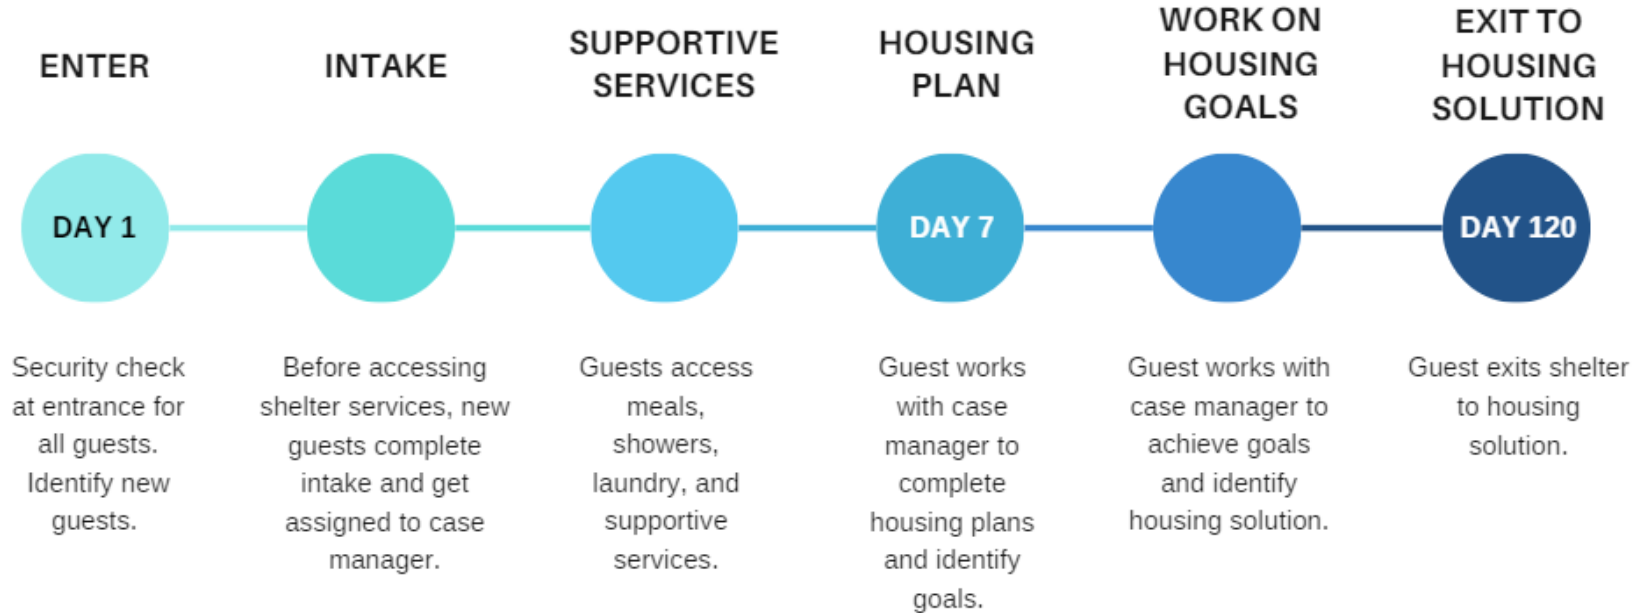 ENTER
Security check
at entrance for
all guests.
Identify new
guests.
DAY 1
INTAKE
Before accessing
shelter services, new
guests complete
intake and get
assigned to case
manager.
SUPPORTIVE
SERVICES
Guests access
meals,
showers,
laundry, and
supportive
services.
HOUSING
PLAN
DAY 7
Guest works
with case
manager to
complete
housing plans
and identify
goals.
WORK ON
HOUSING
GOALS
Guest works with
case manager to
achieve goals
and identify
housing solution.
EXIT TO
HOUSING
SOLUTION
DAY 120
Guest exits shelter
to housing
solution.